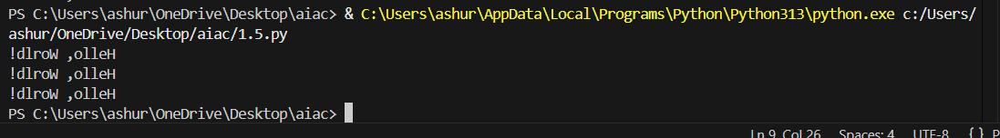 PS C:\Users\ashur\OneDrive\Desktop\aiac> & C:\Users\ashur\AppData\Local\Programs\Python\Python313\python.exe c:/Users/
ashur/OneDrive/Desktop/aiac/1.5.py
!dlroW ,olleH
!dlroW ,olleH
!dlroW ,olleH
PS C:\Users\ashur\OneDrive\Desktop\aiac>
Ln 9, Col 26 Spaces: 4 UTF-8 { } P